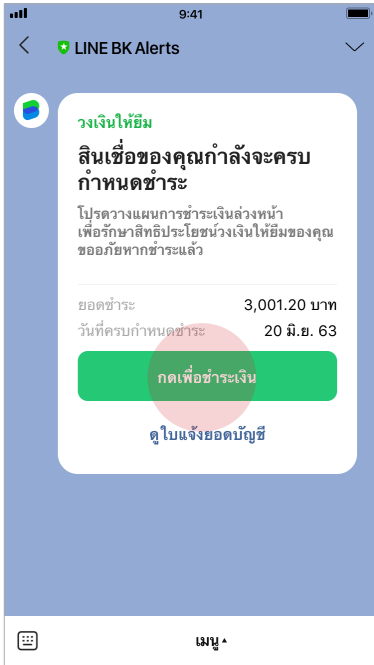 9:41
LINE BK Alerts
วงเงินให้ยืม
สินเชื่อของคุณกำลังจะครบ
กำหนดชำระ
โปรดวางแผนการชำระเงินล่วงหน้า
เพื่อรักษาสิทธิประโยชน์วงเงินให้ยืมของคุณ
ขออภัยหากชำระแล้ว
ยอดชำระ 3,001.20 บาท
วันที่ครบกำหนดชำระ 20 มิ.ย. 63
กดเพื่อชำระเงิน
ดูใบแจ้งยอดบัญชี
เมนู